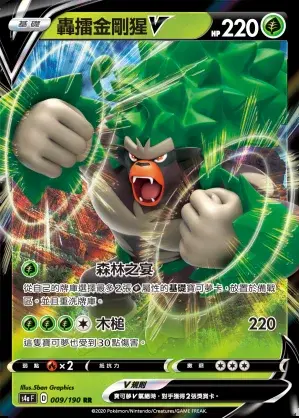 基礎 轟擂金剛猩V HP 220
森林之宴
從自己的牌庫選擇最多2張屬性的基礎寶可夢卡,放置於備戰
區。並且重洗牌庫。
木槌 220
這隻寶可夢也受到30點傷害。
弱點 ×2 抵抗力 撤退
V規則
寶可夢V氣絕時,對手獲得2張獎賞卡。
Illus.5ban Graphics
s4a F D 009/190 RR
©2020 Pokémon/Nintendo/Creatures/GAME FREAK.